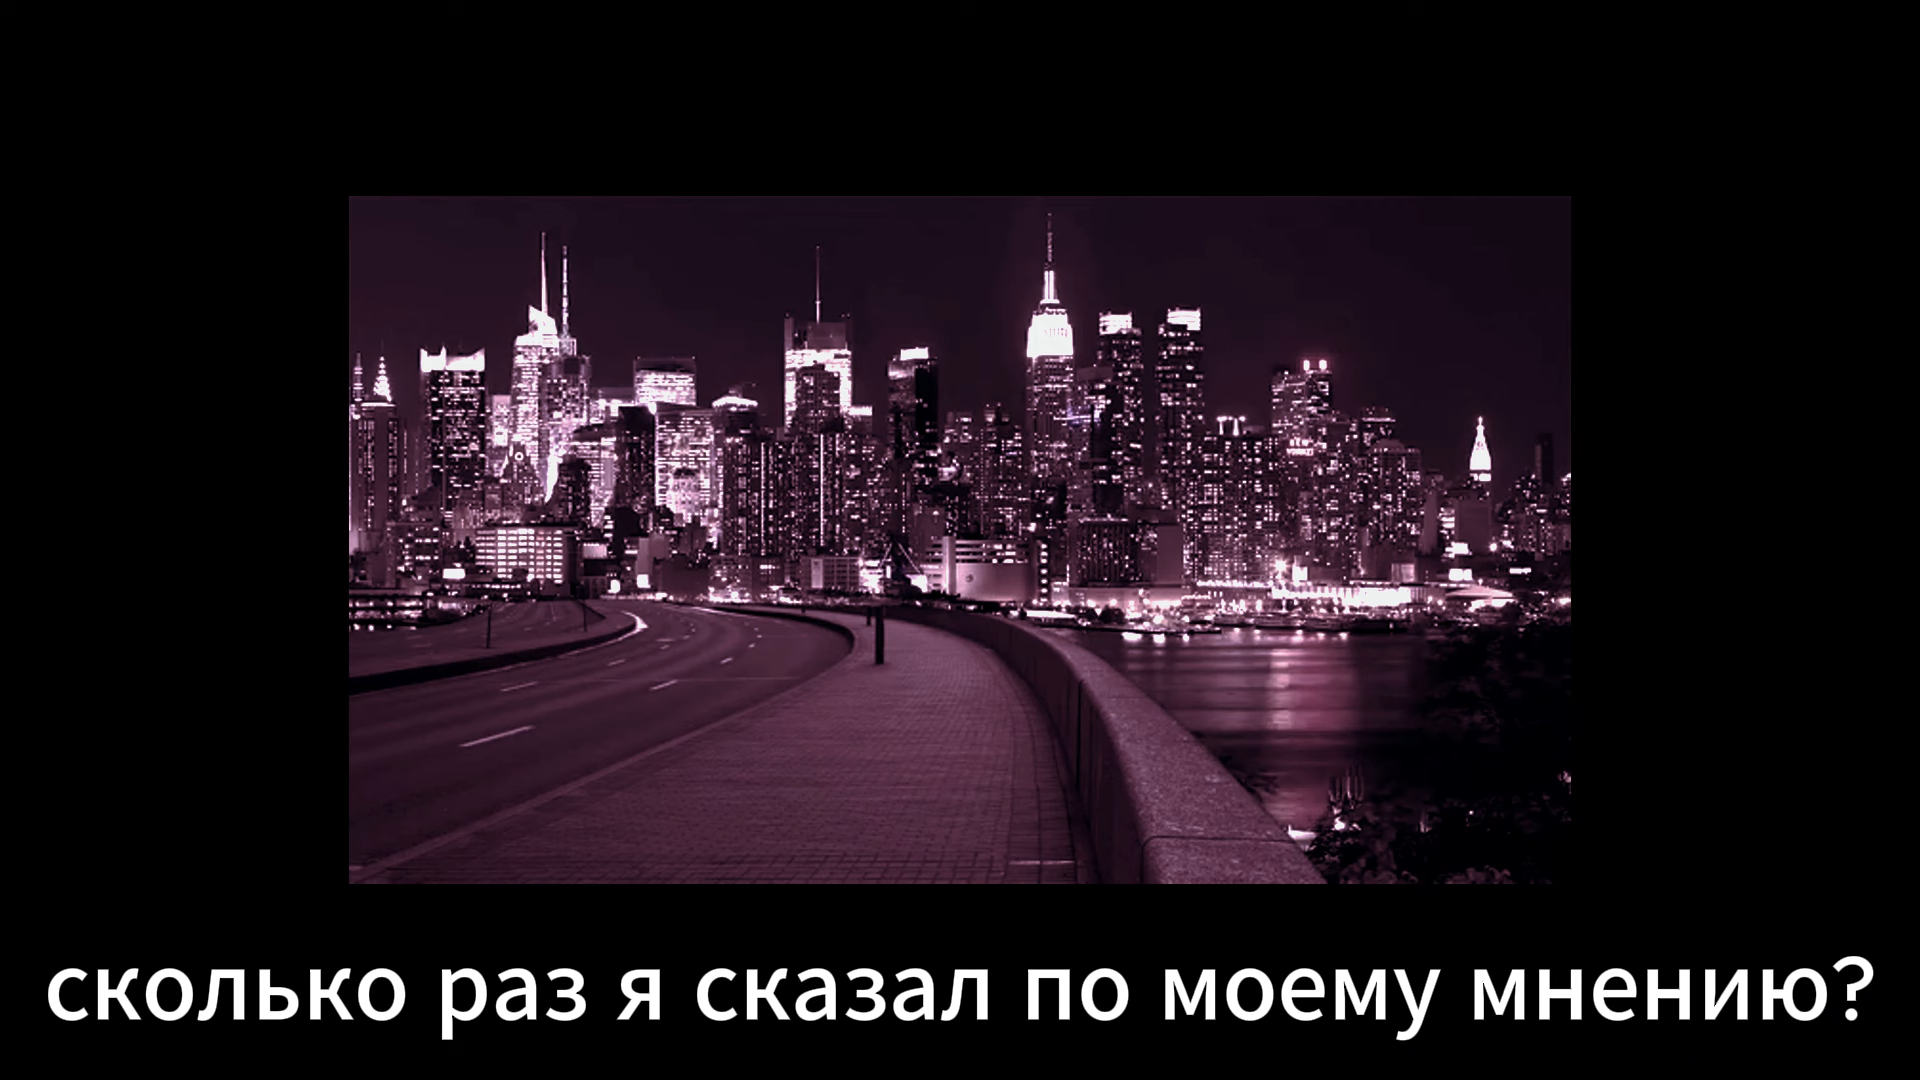 сколько раз я сказал по моему мнению?